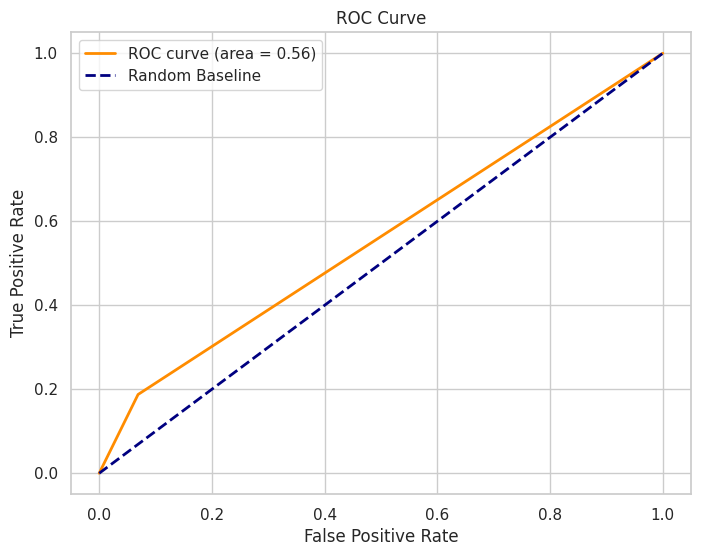 ROC Curve
ROC curve (area = 0.56)
Random Baseline
1.0
0.8
0.6
0.4
0.2
0.0
True Positive Rate
0.0 0.2 0.4 0.6 0.8 1.0
False Positive Rate